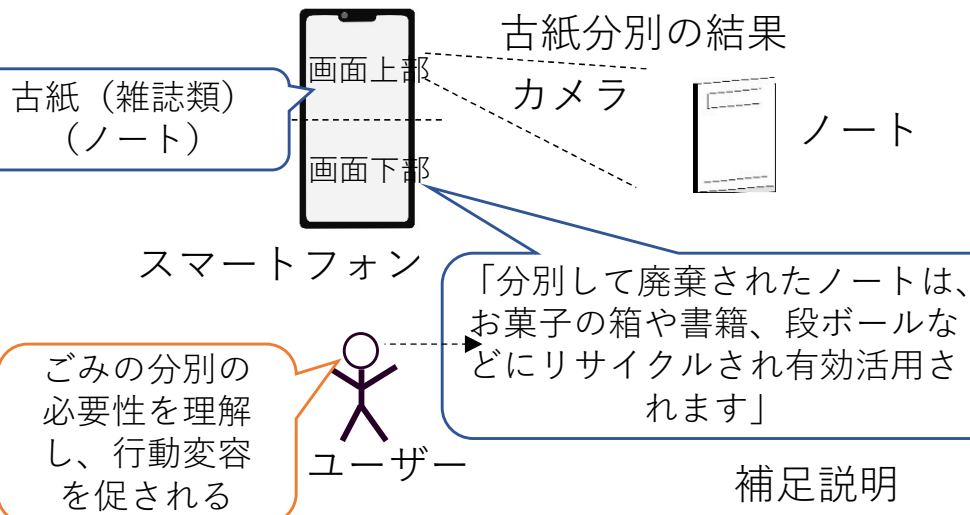 古紙分別の結果
画面上部
カメラ
古紙（雑誌類）
（ノート）
ノート
画面下部
スマートフォン
「分別して廃棄されたノートは、
お菓子の箱や書籍、段ボールな
どにリサイクルされ有効活用さ
れます」
ごみの分別の
必要性を理解
し、行動変容
を促される
ユーザー
補足説明